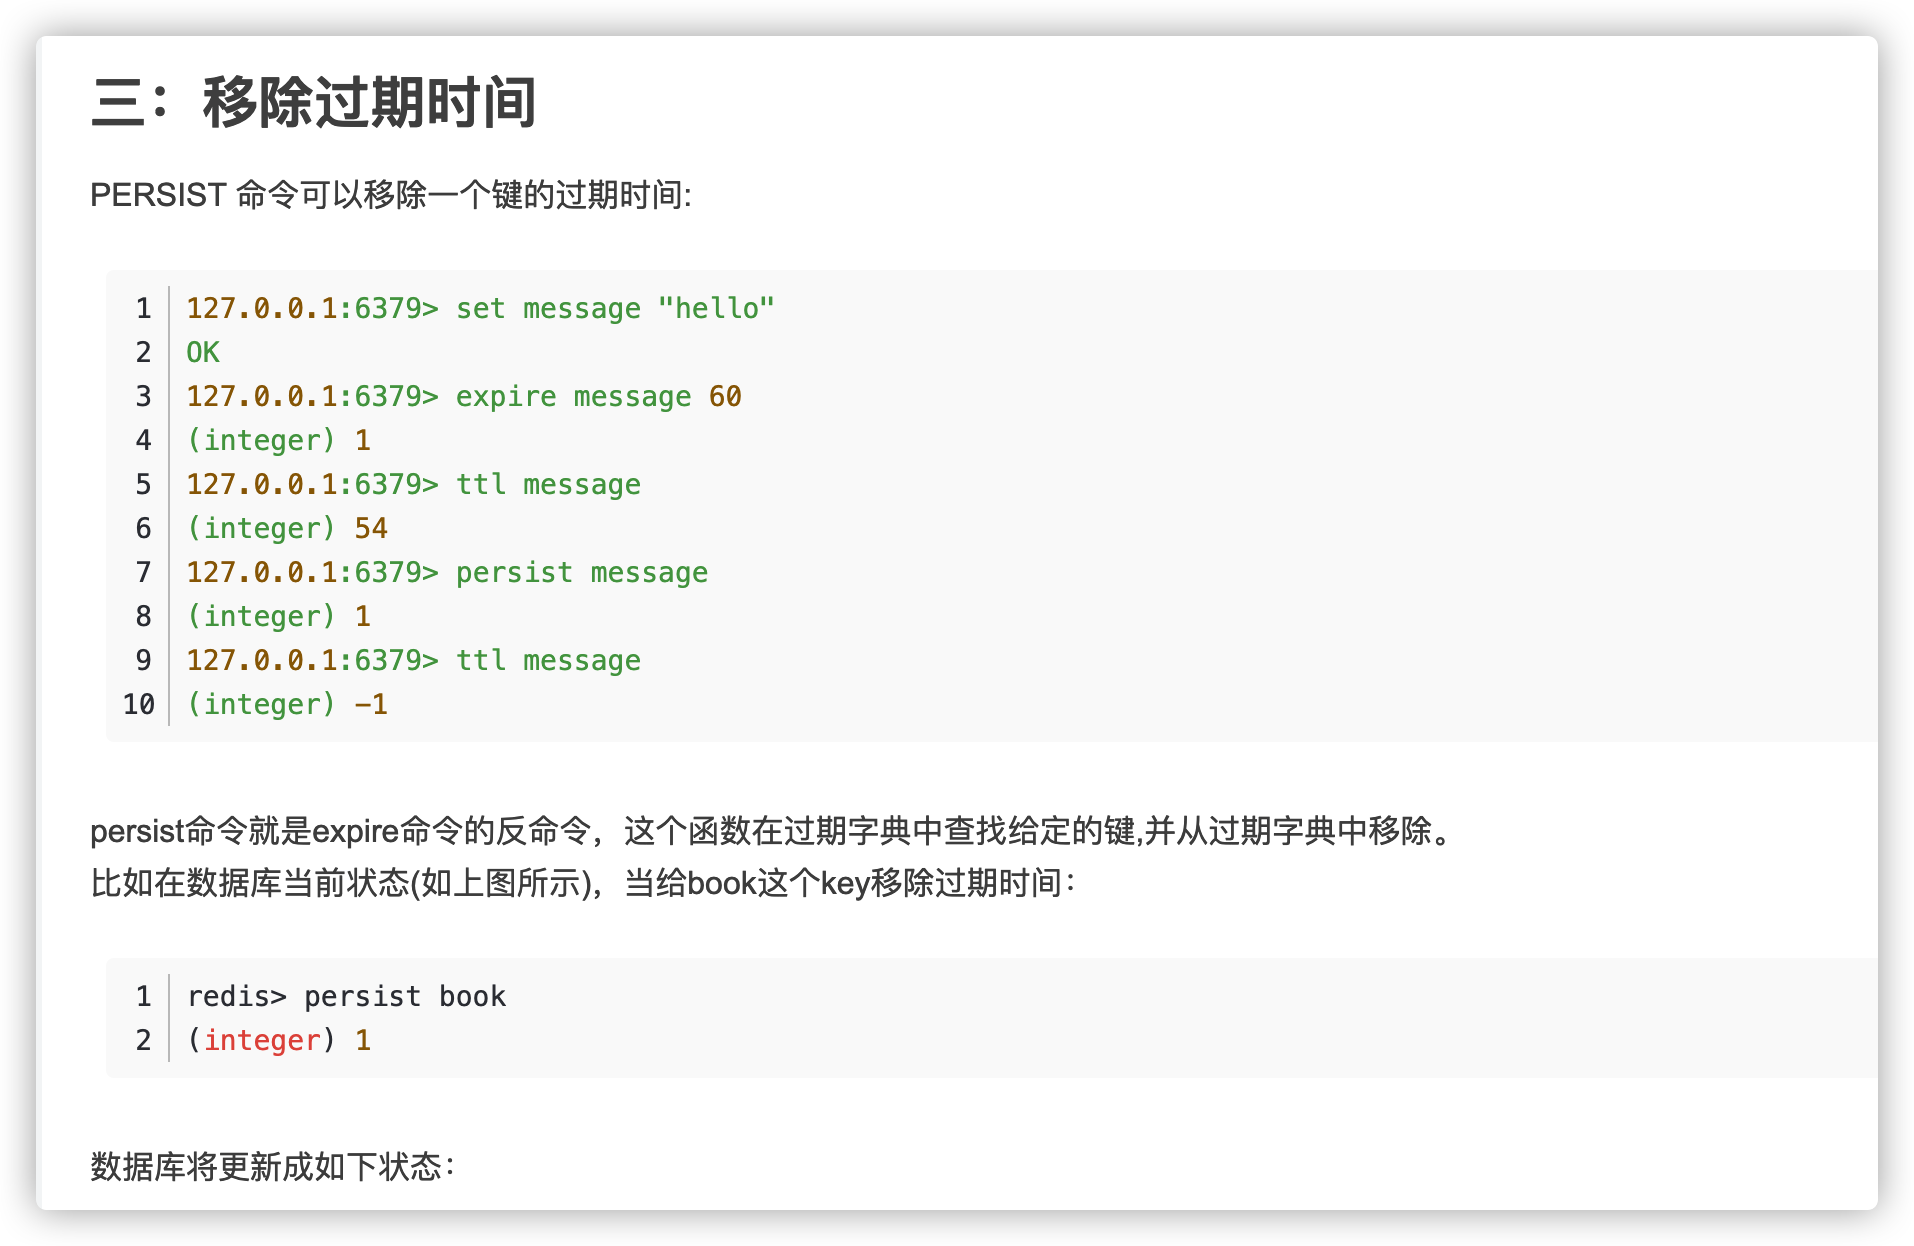 三：移除过期时间
PERSIST 命令可以移除一个键的过期时间:
1 127.0.0.1:6379> set message "hello"
2 OK
3 127.0.0.1:6379> expire message 60
4 (integer) 1
5 127.0.0.1:6379> ttl message
6 (integer) 54
7 127.0.0.1:6379> persist message
8 (integer) 1
9 127.0.0.1:6379> ttl message
10 (integer) -1
persist命令就是expire命令的反命令，这个函数在过期字典中查找给定的键,并从过期字典中移除。
比如在数据库当前状态(如上图所示)，当给book这个key移除过期时间：
1 redis> persist book
2 (integer) 1
数据库将更新成如下状态：